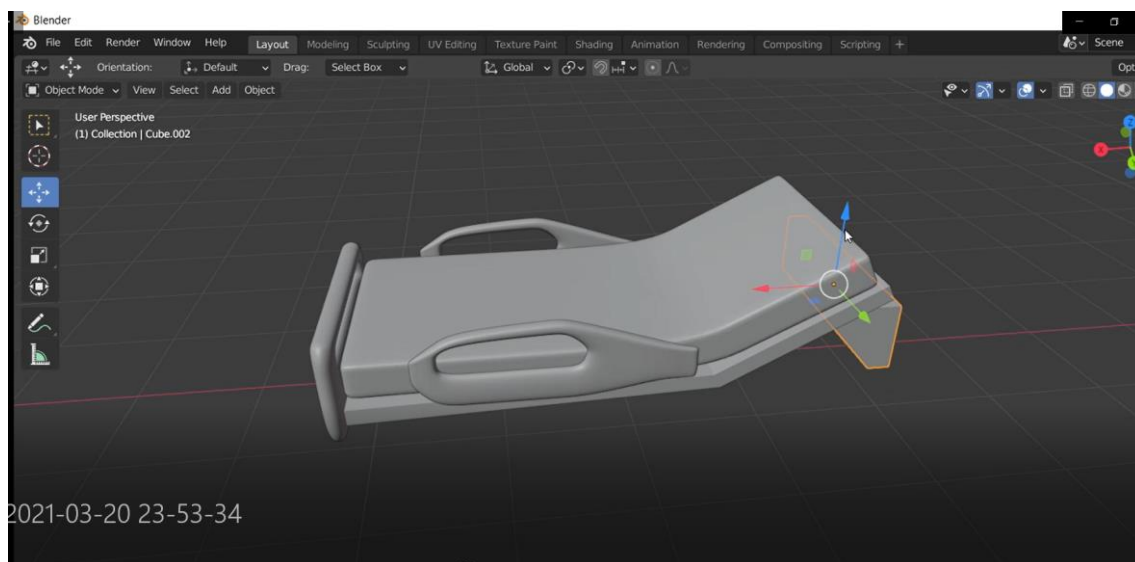 Blender
File Edit Render Window Help Layout Modeling Sculpting UV Editing Texture Paint Shading Animation Rendering Compositing Scripting + Scene
Orientation: Default Drag: Select Box Global Opt
Object Mode View Select Add Object
User Perspective
(1) Collection | Cube.002
Z
X
Y
2021-03-20 23-53-34